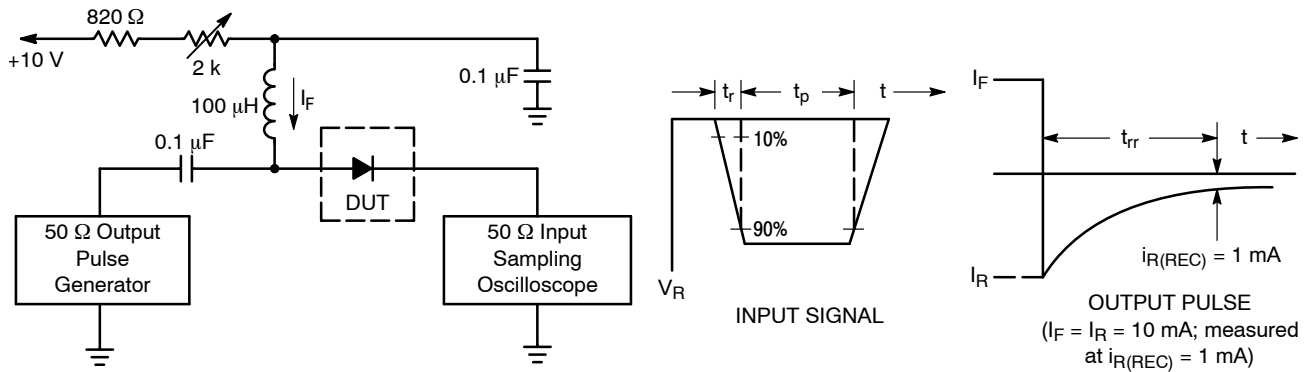 820 Ω
+10 V
2 k
100 μH
I_F
0.1 μF
0.1 μF
DUT
50 Ω Output
Pulse
Generator
50 Ω Input
Sampling
Oscilloscope
t_r
t_p
t
10%
90%
V_R
INPUT SIGNAL
I_F
t_rr
t
I_R
i_R(REC) = 1 mA
OUTPUT PULSE
(I_F = I_R = 10 mA; measured
at i_R(REC) = 1 mA)